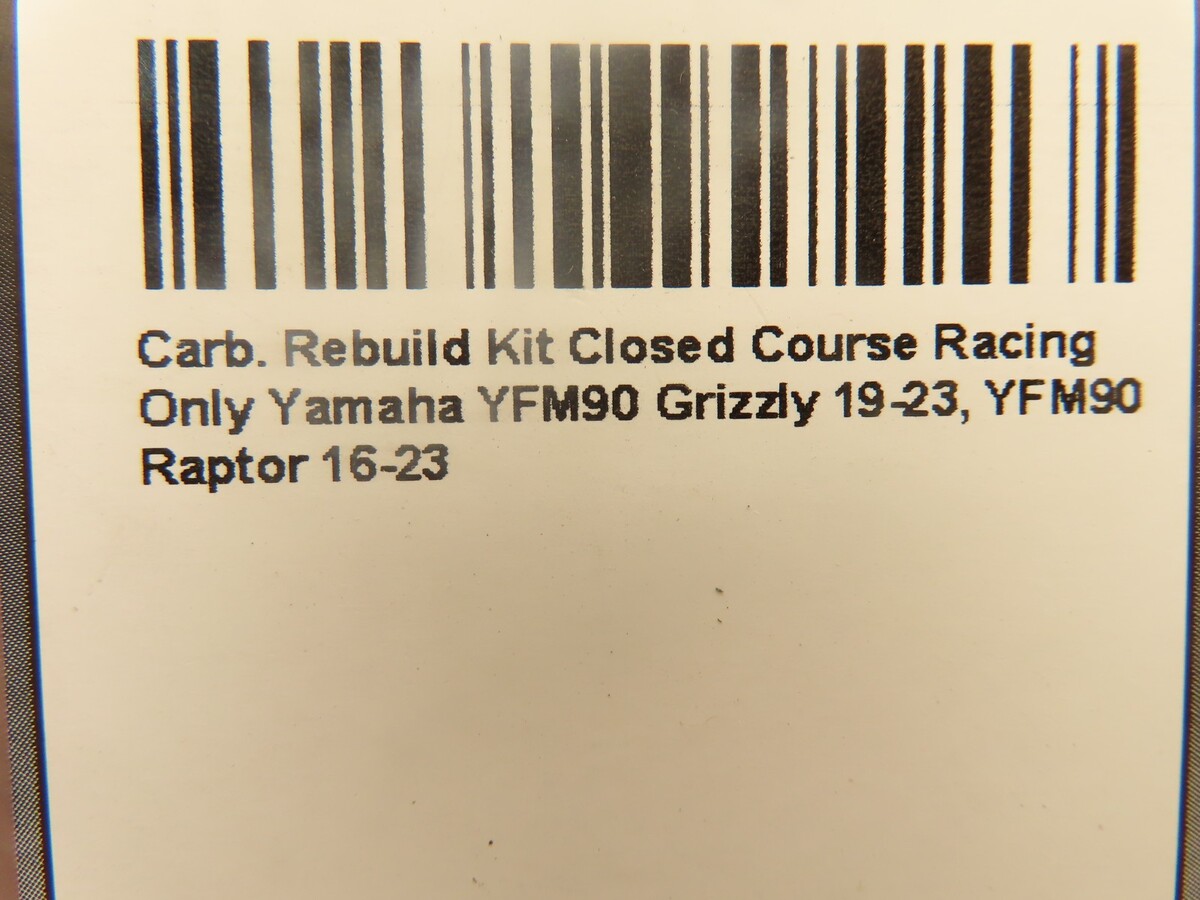 Carb. Rebuild Kit Closed Course Racing
Only Yamaha YFM90 Grizzly 19-23, YFM90
Raptor 16-23